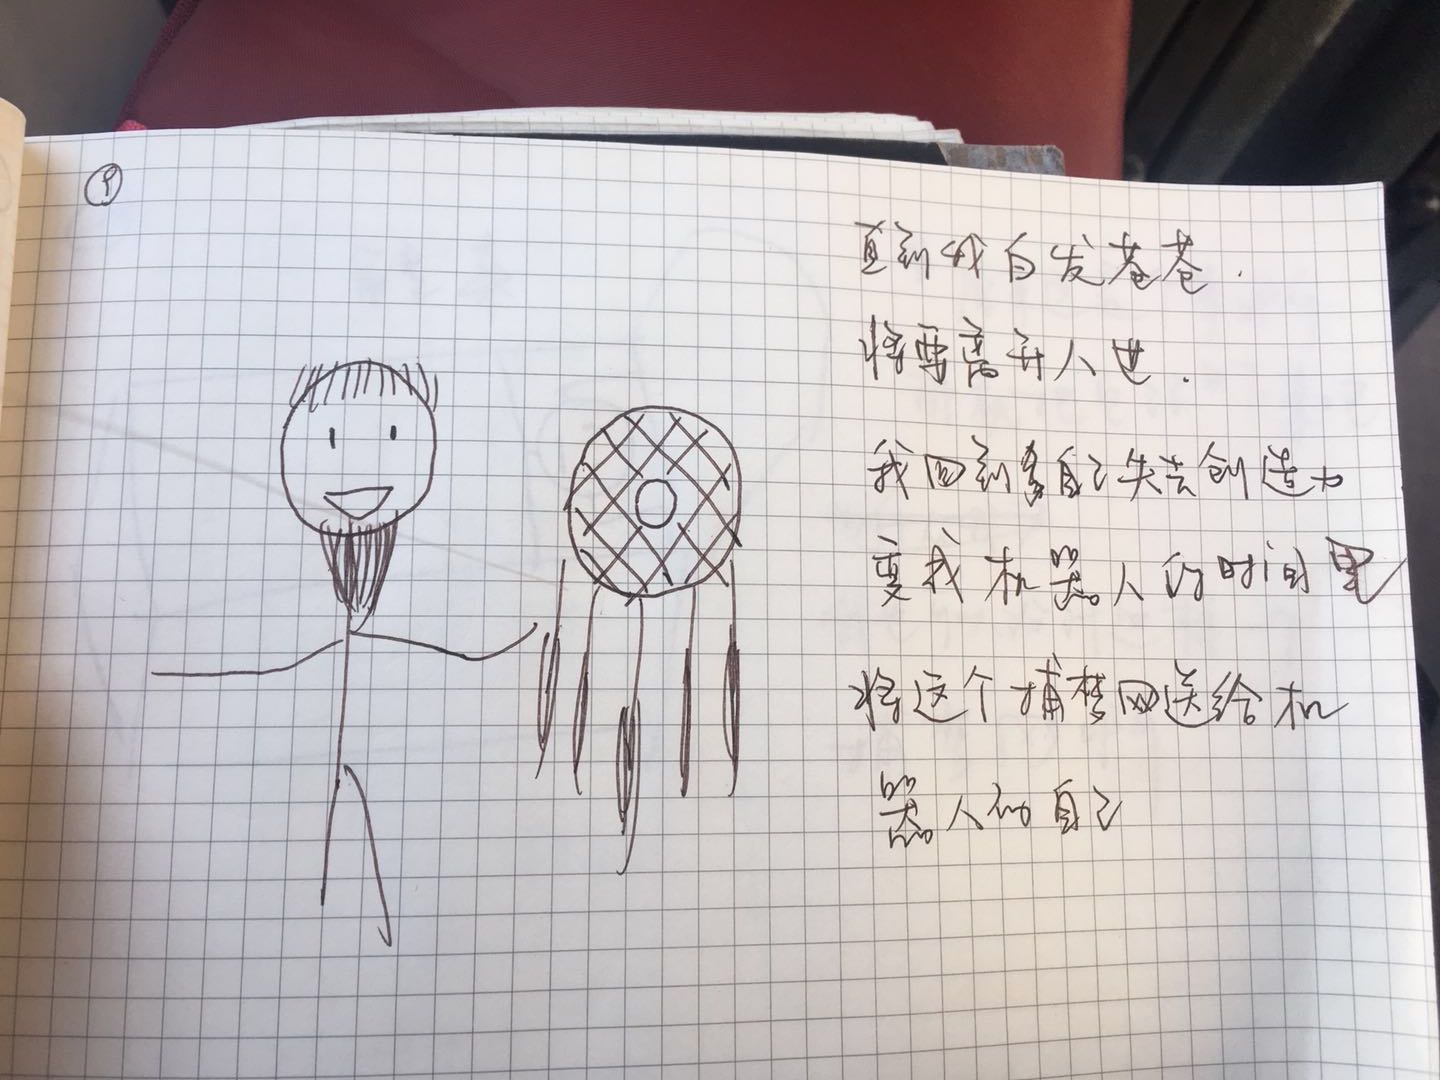 ⑨
直到我白发苍苍.
将要离开人世.
我回到自己失去创造力
变成机器人的时间里
将这个捕梦网送给机
器人的自己